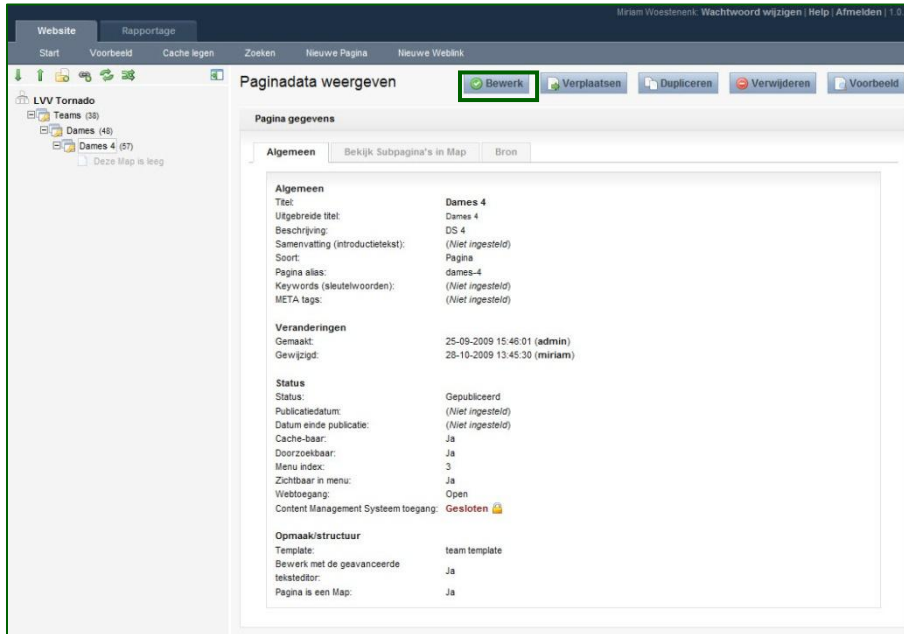 Miriam Woestenenk: Wachtwoord wijzigen | Help | Afmelden | 1.0.
Website Rapportage
Start Voorbeeld Cache legen Zoeken Nieuwe Pagina Nieuwe Weblink
LVV Tornado
Teams (38)
Dames (48)
Dames 4 (57)
Deze Map is leeg
Paginadata weergeven
Bewerk Verplaatsen Dupliceren Verwijderen Voorbeeld
Pagina gegevens
Algemeen Bekijk Subpagina's in Map Bron
Algemeen
Titel: Dames 4
Uitgebreide titel: Dames 4
Beschrijving: DS 4
Samenvatting (introductietekst): (Niet ingesteld)
Soort: Pagina
Pagina alias: dames-4
Keywords (sleutelwoorden): (Niet ingesteld)
META tags: (Niet ingesteld)
Veranderingen
Gemaakt: 25-09-2009 15:46:01 (admin)
Gewijzigd: 28-10-2009 13:45:30 (miriam)
Status
Status: Gepubliceerd
Publicatiedatum: (Niet ingesteld)
Datum einde publicatie: (Niet ingesteld)
Cache-baar: Ja
Doorzoekbaar: Ja
Menu index: 3
Zichtbaar in menu: Ja
Webtoegang: Open
Content Management Systeem toegang: Gesloten
Opmaak/structuur
Template: team template
Bewerk met de geavanceerde
teksteditor: Ja
Pagina is een Map: Ja